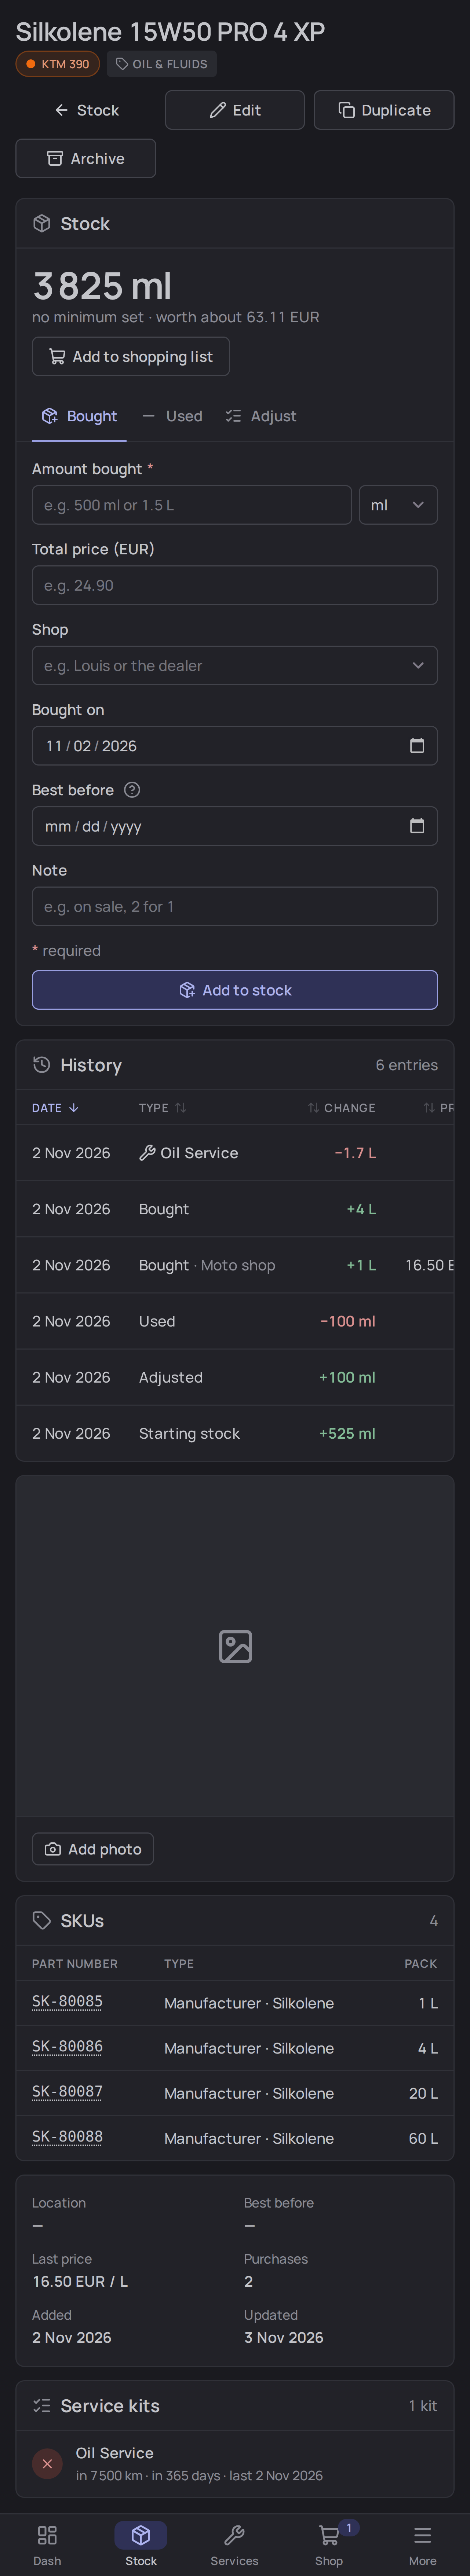 Silkolene 15W50 PRO 4 XP
KTM 390 OIL & FLUIDS
Stock Edit Duplicate
Archive
Stock
3 825 ml
no minimum set · worth about 63.11 EUR
Add to shopping list
Bought Used Adjust
Amount bought *
e.g. 500 ml or 1.5 L ml
Total price (EUR)
e.g. 24.90
Shop
e.g. Louis or the dealer
Bought on
11 / 02 / 2026
Best before
mm / dd / yyyy
Note
e.g. on sale, 2 for 1
* required
Add to stock
History 6 entries
DATE TYPE CHANGE PR
2 Nov 2026 Oil Service −1.7 L
2 Nov 2026 Bought +4 L
2 Nov 2026 Bought · Moto shop +1 L 16.50 E
2 Nov 2026 Used −100 ml
2 Nov 2026 Adjusted +100 ml
2 Nov 2026 Starting stock +525 ml
Add photo
SKUs 4
PART NUMBER TYPE PACK
SK-80085 Manufacturer · Silkolene 1 L
SK-80086 Manufacturer · Silkolene 4 L
SK-80087 Manufacturer · Silkolene 20 L
SK-80088 Manufacturer · Silkolene 60 L
Location Best before
— —
Last price Purchases
16.50 EUR / L 2
Added Updated
2 Nov 2026 3 Nov 2026
Service kits 1 kit
Oil Service
in 7 500 km · in 365 days · last 2 Nov 2026
1
Dash Stock Services Shop More